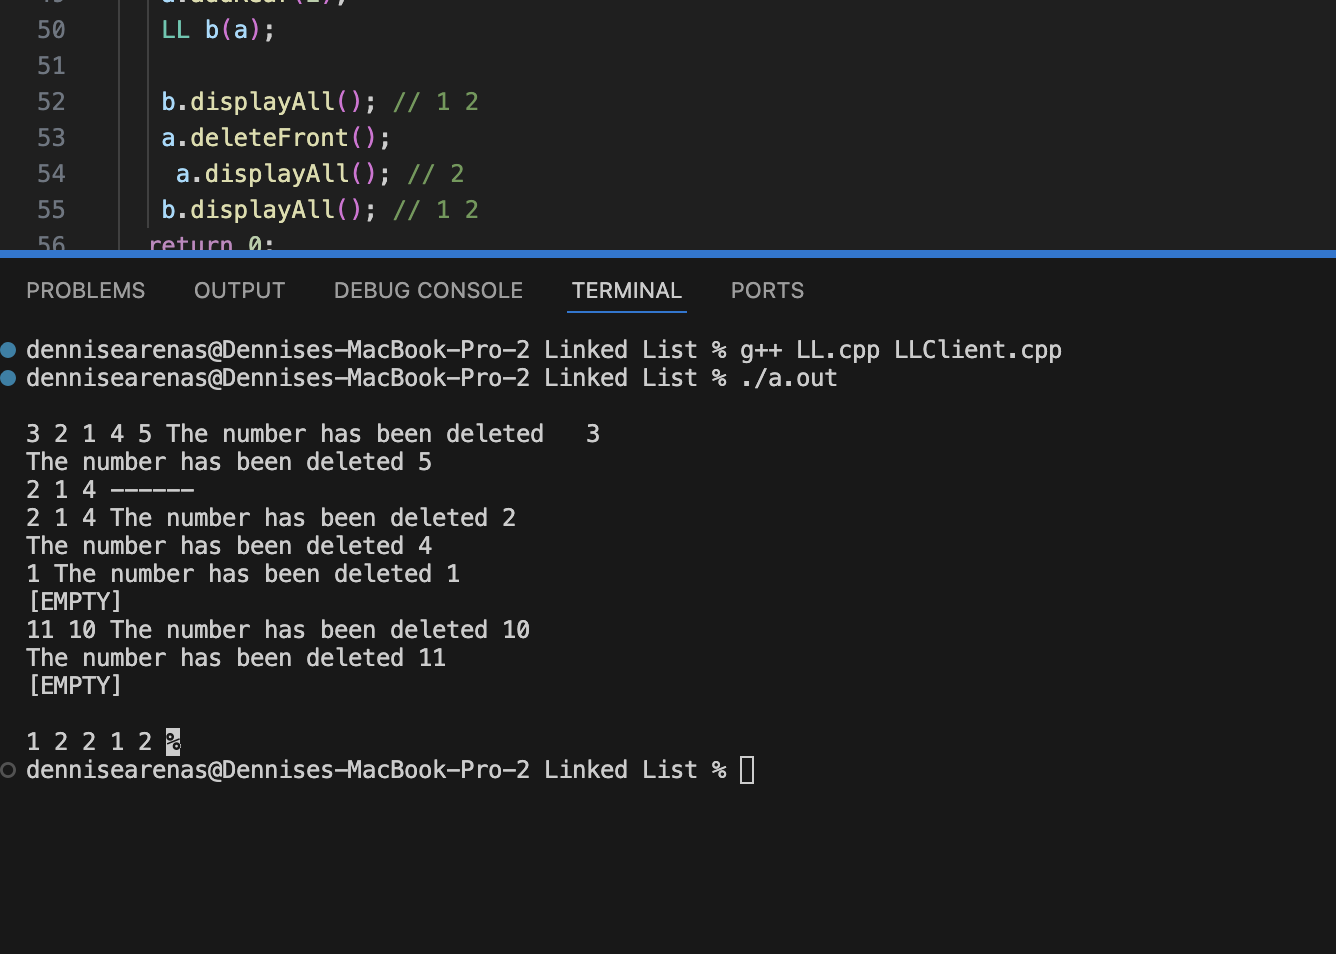 50 LL b(a);
51
52 b.displayAll(); // 1 2
53 a.deleteFront();
54 a.displayAll(); // 2
55 b.displayAll(); // 1 2
56 return 0;
PROBLEMS OUTPUT DEBUG CONSOLE TERMINAL PORTS
dennisearenas@Dennises-MacBook-Pro-2 Linked List % g++ LL.cpp LLClient.cpp
dennisearenas@Dennises-MacBook-Pro-2 Linked List % ./a.out
3 2 1 4 5 The number has been deleted   3
The number has been deleted 5
2 1 4 ------
2 1 4 The number has been deleted 2
The number has been deleted 4
1 The number has been deleted 1
[EMPTY]
11 10 The number has been deleted 10
The number has been deleted 11
[EMPTY]
1 2 2 1 2 %
dennisearenas@Dennises-MacBook-Pro-2 Linked List %